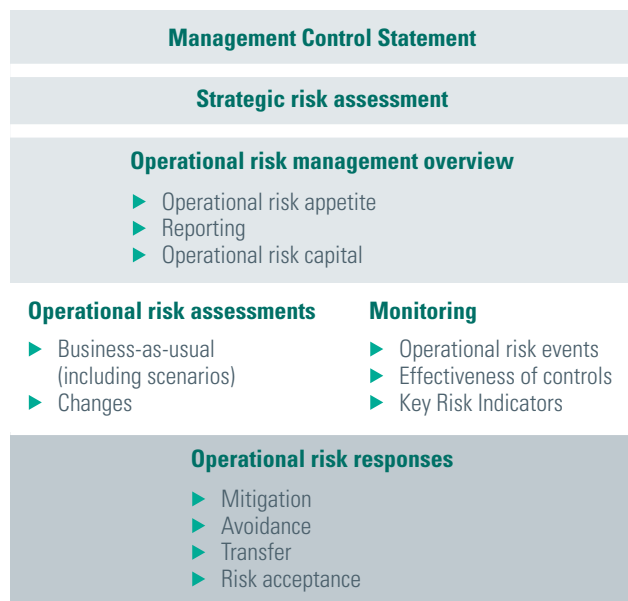 Management Control Statement
Strategic risk assessment
Operational risk management overview
Operational risk appetite
Reporting
Operational risk capital
Operational risk assessments
Business-as-usual
(including scenarios)
Changes
Monitoring
Operational risk events
Effectiveness of controls
Key Risk Indicators
Operational risk responses
Mitigation
Avoidance
Transfer
Risk acceptance